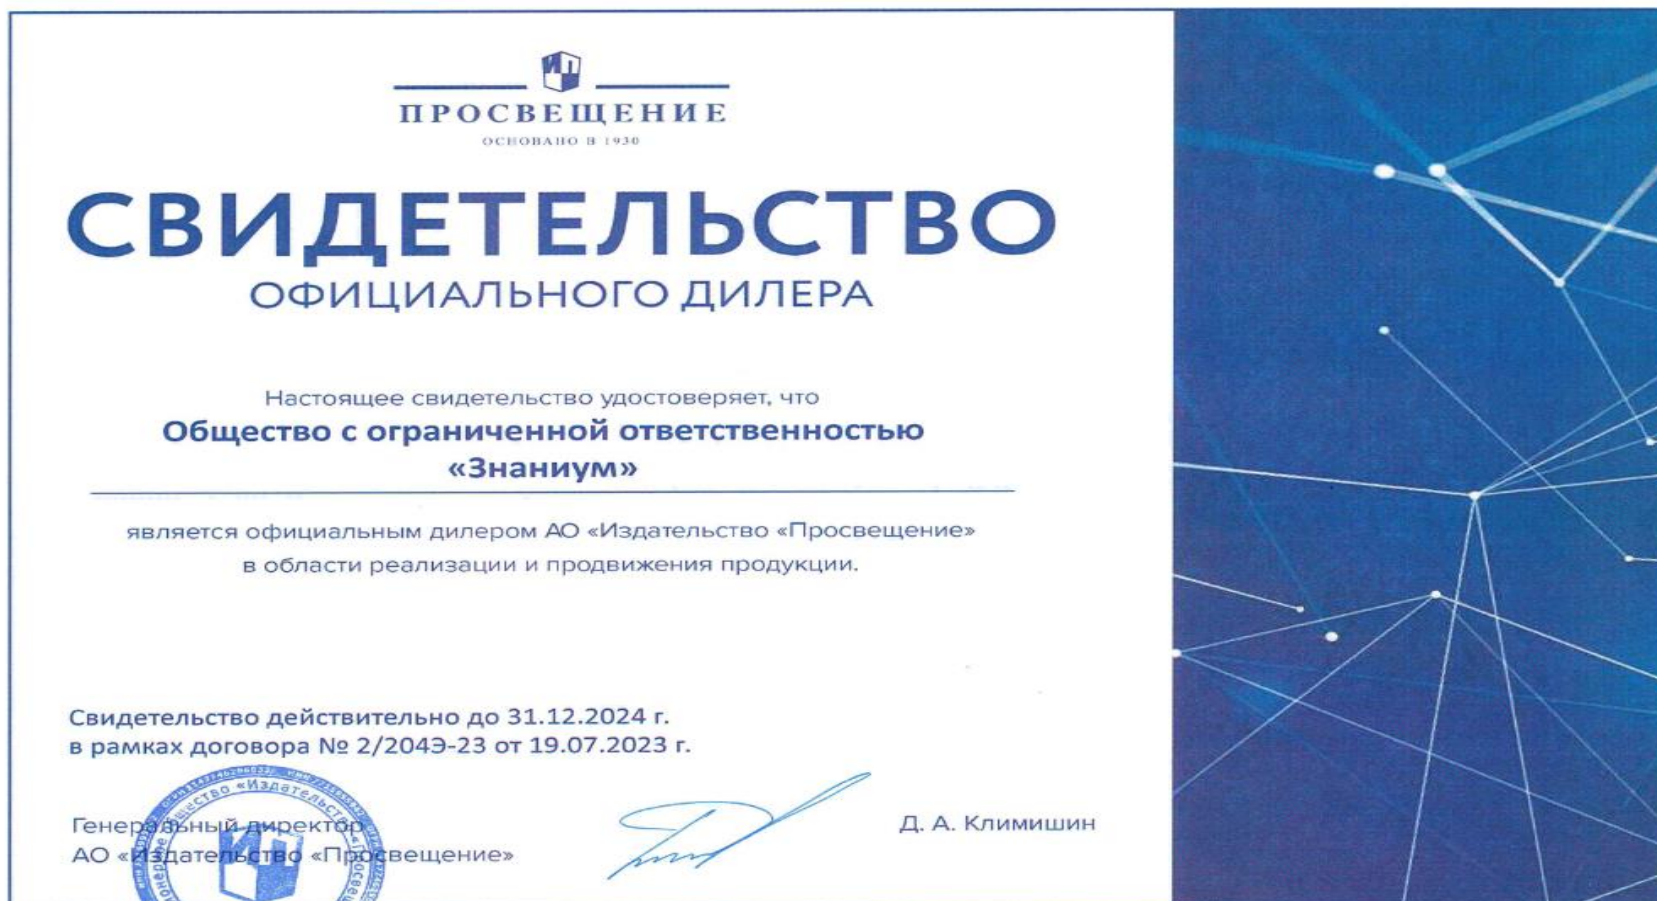 ПРОСВЕЩЕНИЕ
ОСНОВАНО В 1930
СВИДЕТЕЛЬСТВО
ОФИЦИАЛЬНОГО ДИЛЕРА
Настоящее свидетельство удостоверяет, что
Общество с ограниченной ответственностью
«Знаниум»
является официальным дилером АО «Издательство «Просвещение»
в области реализации и продвижения продукции.
Свидетельство действительно до 31.12.2024 г.
в рамках договора № 2/204Э-23 от 19.07.2023 г.
Генеральный директор
АО «Издательство «Просвещение»
Д. А. Климишин